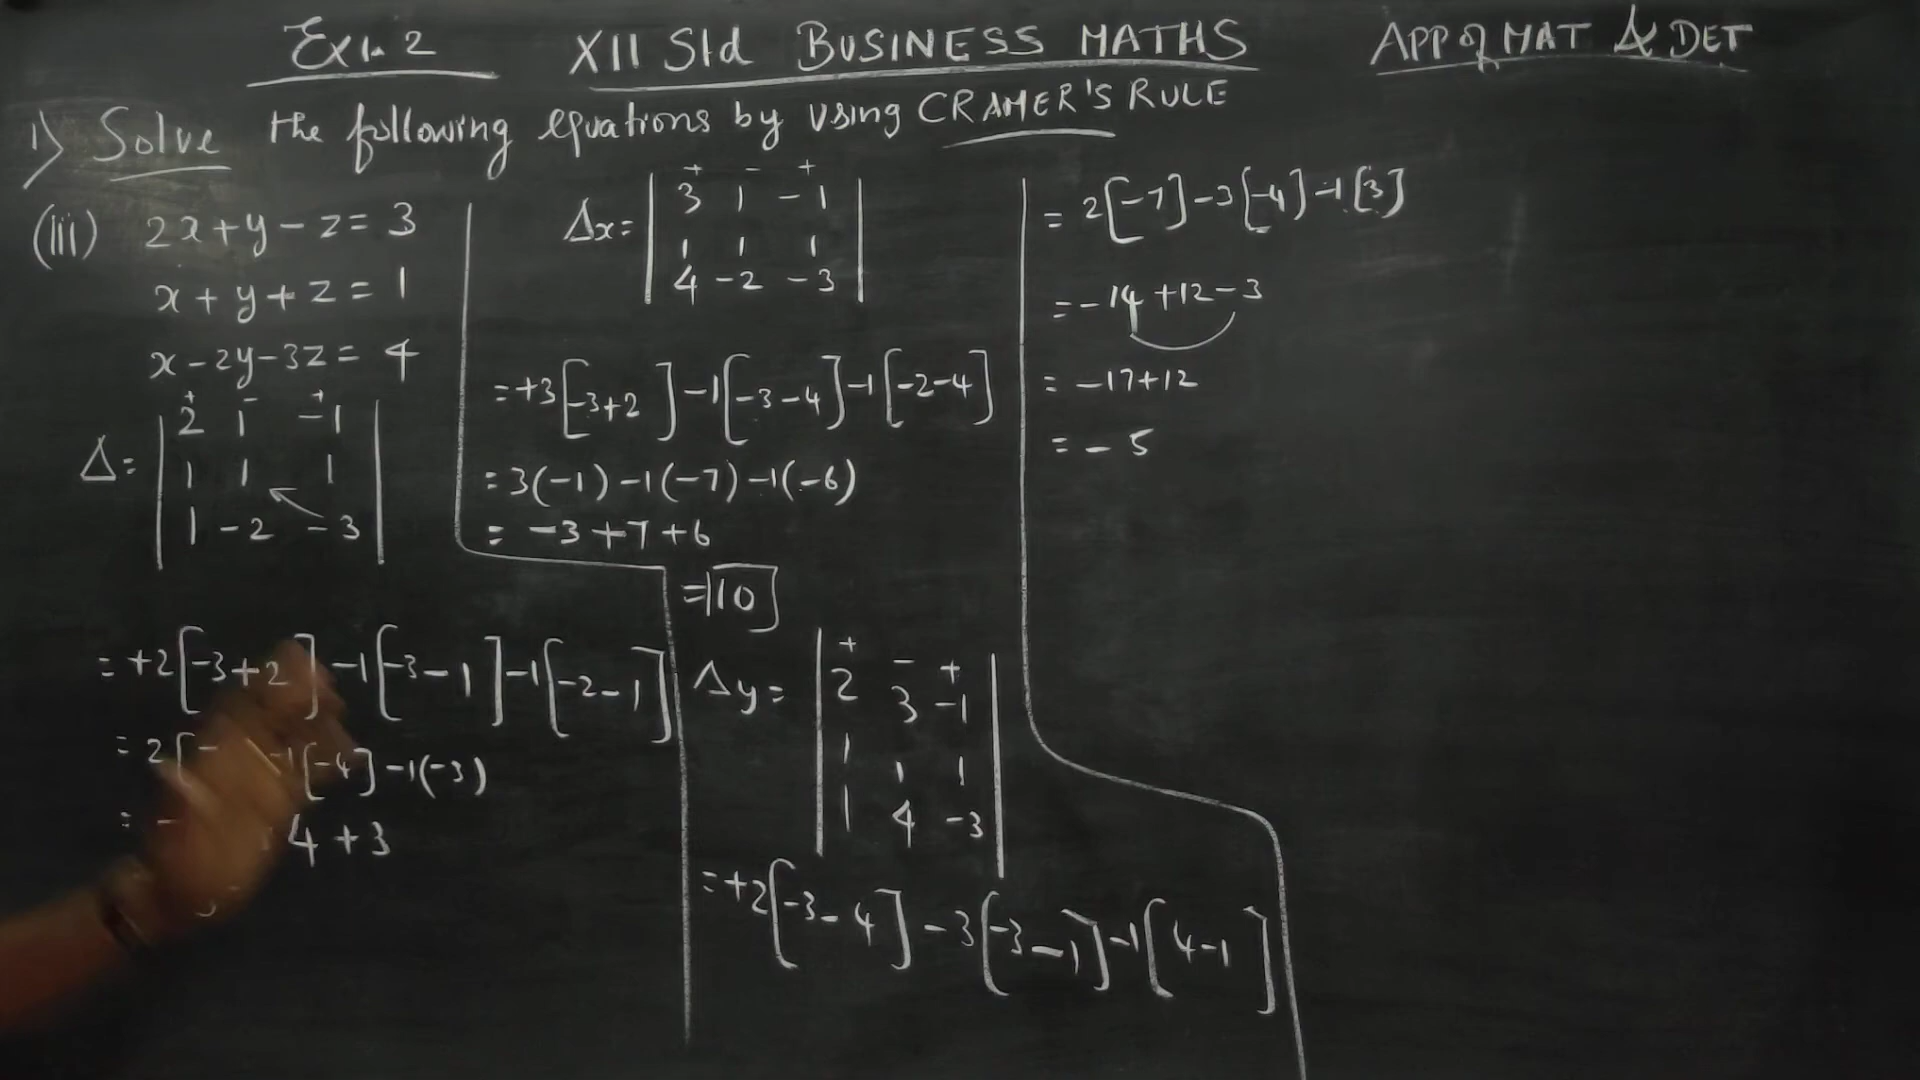 Ex 1.2 XII Std BUSINESS MATHS APP of MAT & DET
1) Solve the following equations by using CRAMER'S RULE
(iii) 2x+y-z=3
x+y+z=1
x-2y-3z=4
+ - +
Δ= | 2 1 -1 |
| 1 1 1 |
| 1 -2 -3 |
=+2[-3+2]-1[-3-1]-1[-2-1]
=2[- -1[-4]-1(-3)
= - 4+3
+ - +
Δx= | 3 1 -1 |
| 1 1 1 |
| 4 -2 -3 |
=+3[-3+2]-1[-3-4]-1[-2-4]
=3(-1)-1(-7)-1(-6)
= -3+7+6
=10
+ - +
Δy= | 2 3 -1 |
| 1 1 1 |
| 1 4 -3 |
=+2[-3-4]-3[-3-1]-1[4-1]
= 2[-7]-3[-4]-1[3]
=-14+12-3
= -17+12
= -5